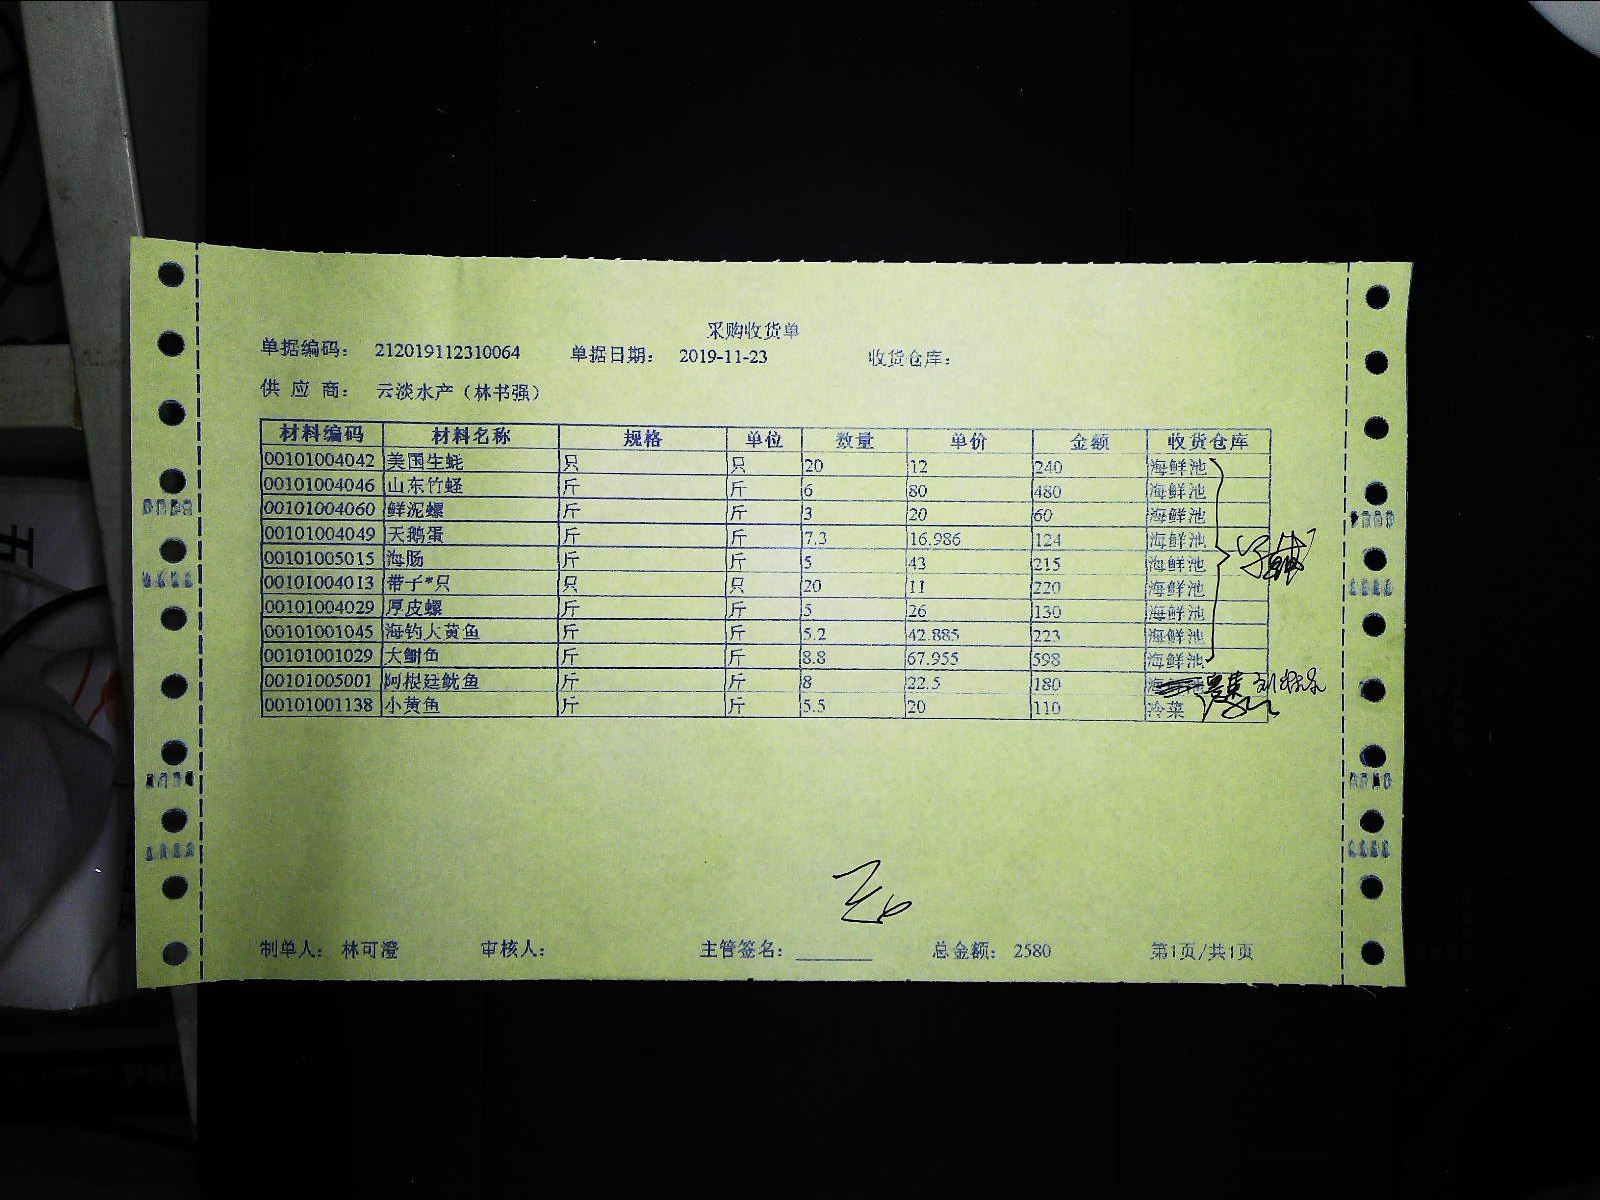 采购收货单
单据编码： 212019112310064 单据日期： 2019-11-23 收货仓库：
供 应 商： 云淡水产（林书强）
材料编码 材料名称 规格 单位 数量 单价 金额 收货仓库
00101004042 美国生蚝 只 只 20 12 240 海鲜池
00101004046 山东竹蛏 斤 斤 6 80 480 海鲜池
00101004060 鲜泥螺 斤 斤 3 20 60 海鲜池
00101004049 天鹅蛋 斤 斤 7.3 16.986 124 海鲜池
00101005015 海肠 斤 斤 5 43 215 海鲜池
00101004013 带子*只 只 只 20 11 220 海鲜池
00101004029 厚皮螺 斤 斤 5 26 130 海鲜池
00101001045 海钓大黄鱼 斤 斤 5.2 42.885 223 海鲜池
00101001029 大鲥鱼 斤 斤 8.8 67.955 598 海鲜池
00101005001 阿根廷鱿鱼 斤 斤 8 22.5 180
00101001138 小黄鱼 斤 斤 5.5 20 110 冷菜
制单人： 林可澄 审核人： 主管签名： 总金额： 2580 第1页/共1页